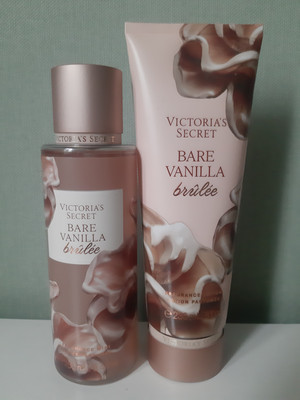 VICTORIA'S SECRET
VICTORIA'S
SECRET
BARE
VANILLA
brûlée
VICTORIA'S
SECRET
BARE
VANILLA
brûlée